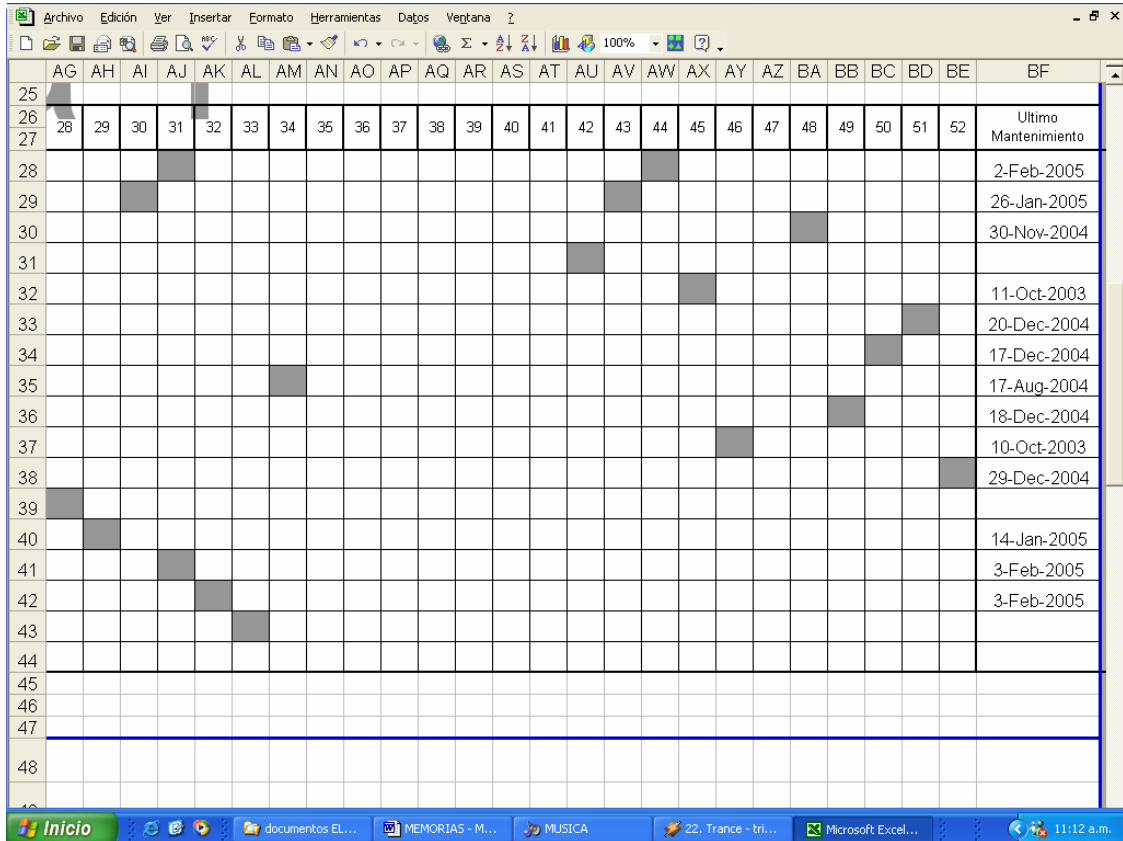 Archivo Edición Ver Insertar Formato Herramientas Datos Ventana ?
100%
AG AH AI AJ AK AL AM AN AO AP AQ AR AS AT AU AV AW AX AY AZ BA BB BC BD BE BF
25
26
27
28 29 30 31 32 33 34 35 36 37 38 39 40 41 42 43 44 45 46 47 48 49 50 51 52 Ultimo Mantenimiento
28 2-Feb-2005
29 26-Jan-2005
30 30-Nov-2004
31
32 11-Oct-2003
33 20-Dec-2004
34 17-Dec-2004
35 17-Aug-2004
36 18-Dec-2004
37 10-Oct-2003
38 29-Dec-2004
39
40 14-Jan-2005
41 3-Feb-2005
42 3-Feb-2005
43
44
45
46
47
48
Inicio documentos EL... MEMORIAS - M... MUSICA 22. Trance - tri... Microsoft Excel... 11:12 a.m.